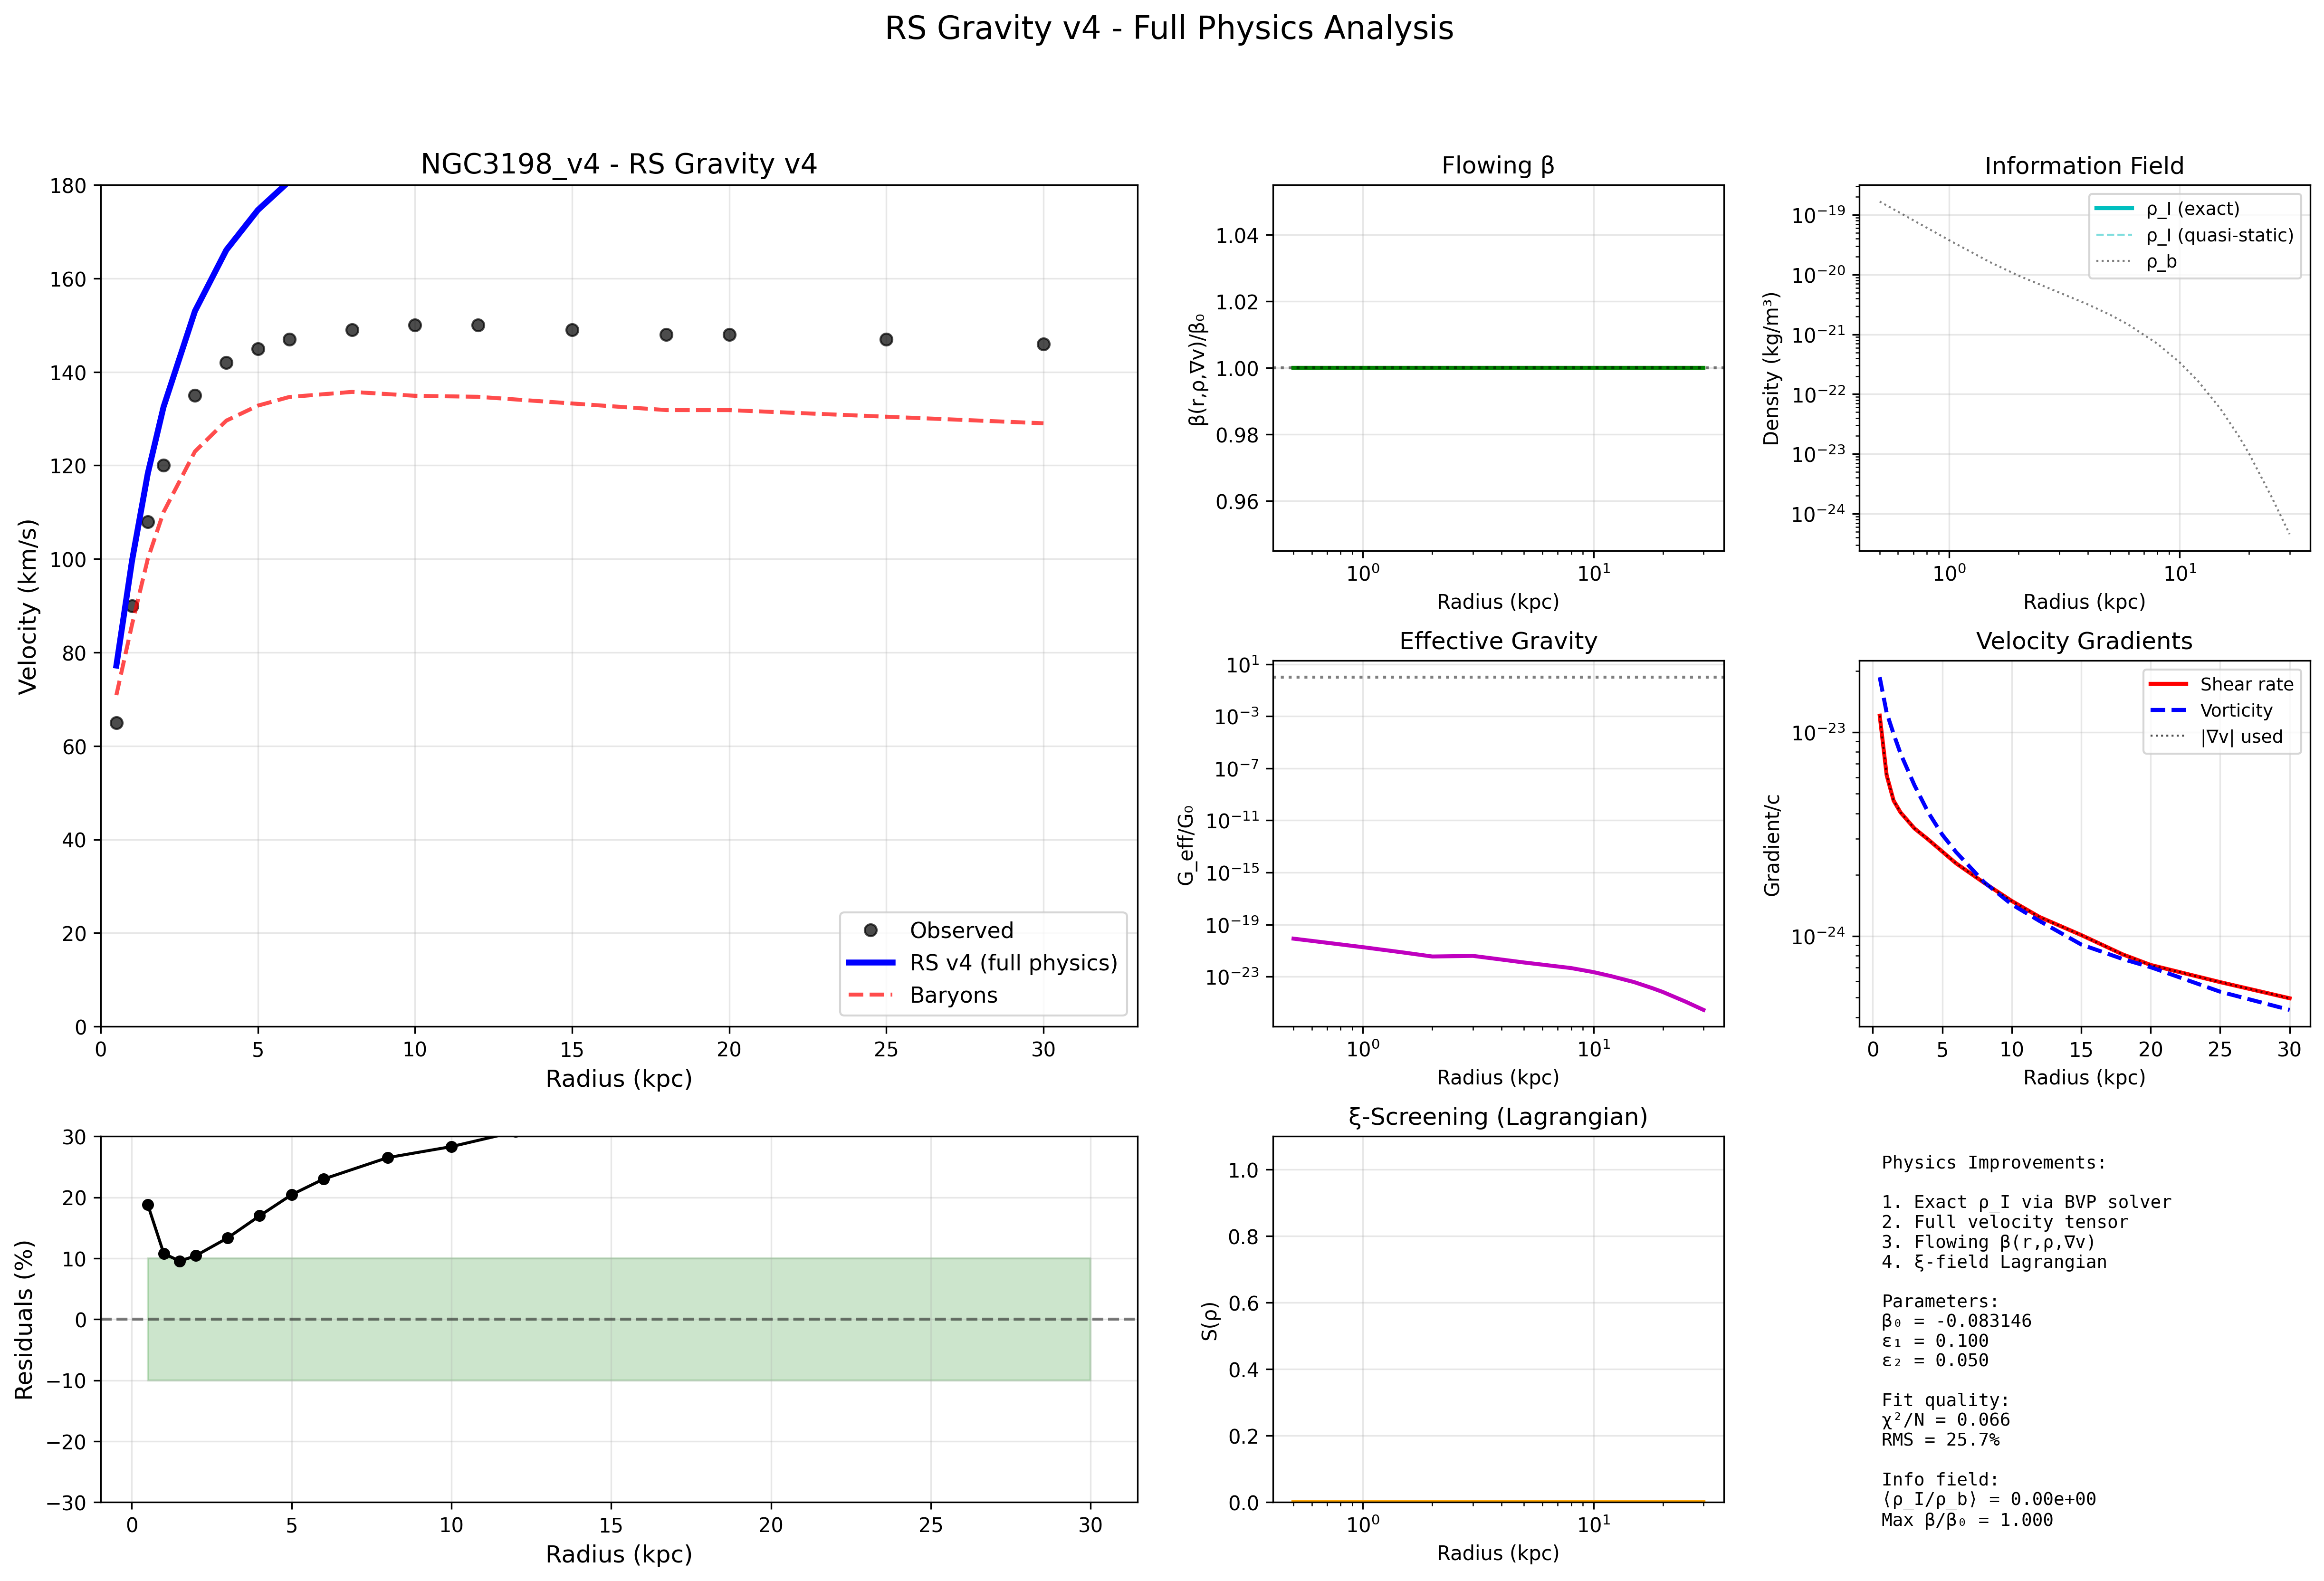 RS Gravity v4 - Full Physics Analysis
NGC3198_v4 - RS Gravity v4
Velocity (km/s)
180
160
140
120
100
80
60
40
20
0
0 5 10 15 20 25 30
Radius (kpc)
Observed
RS v4 (full physics)
Baryons
Flowing β
β(r,ρ,∇v)/β₀
1.04
1.02
1.00
0.98
0.96
10⁰ 10¹
Radius (kpc)
Information Field
Density (kg/m³)
10⁻¹⁹
10⁻²⁰
10⁻²¹
10⁻²²
10⁻²³
10⁻²⁴
10⁰ 10¹
Radius (kpc)
ρ_I (exact)
ρ_I (quasi-static)
ρ_b
Effective Gravity
G_eff/G₀
10¹
10⁻³
10⁻⁷
10⁻¹¹
10⁻¹⁵
10⁻¹⁹
10⁻²³
10⁰ 10¹
Radius (kpc)
Velocity Gradients
Gradient/c
10⁻²³
10⁻²⁴
0 5 10 15 20 25 30
Radius (kpc)
Shear rate
Vorticity
|∇v| used
Residuals (%)
30
20
10
0
−10
−20
−30
0 5 10 15 20 25 30
Radius (kpc)
ξ-Screening (Lagrangian)
S(ρ)
1.0
0.8
0.6
0.4
0.2
0.0
10⁰ 10¹
Radius (kpc)
Physics Improvements:
1. Exact ρ_I via BVP solver
2. Full velocity tensor
3. Flowing β(r,ρ,∇v)
4. ξ-field Lagrangian
Parameters:
β₀ = -0.083146
ε₁ = 0.100
ε₂ = 0.050
Fit quality:
χ²/N = 0.066
RMS = 25.7%
Info field:
⟨ρ_I/ρ_b⟩ = 0.00e+00
Max β/β₀ = 1.000